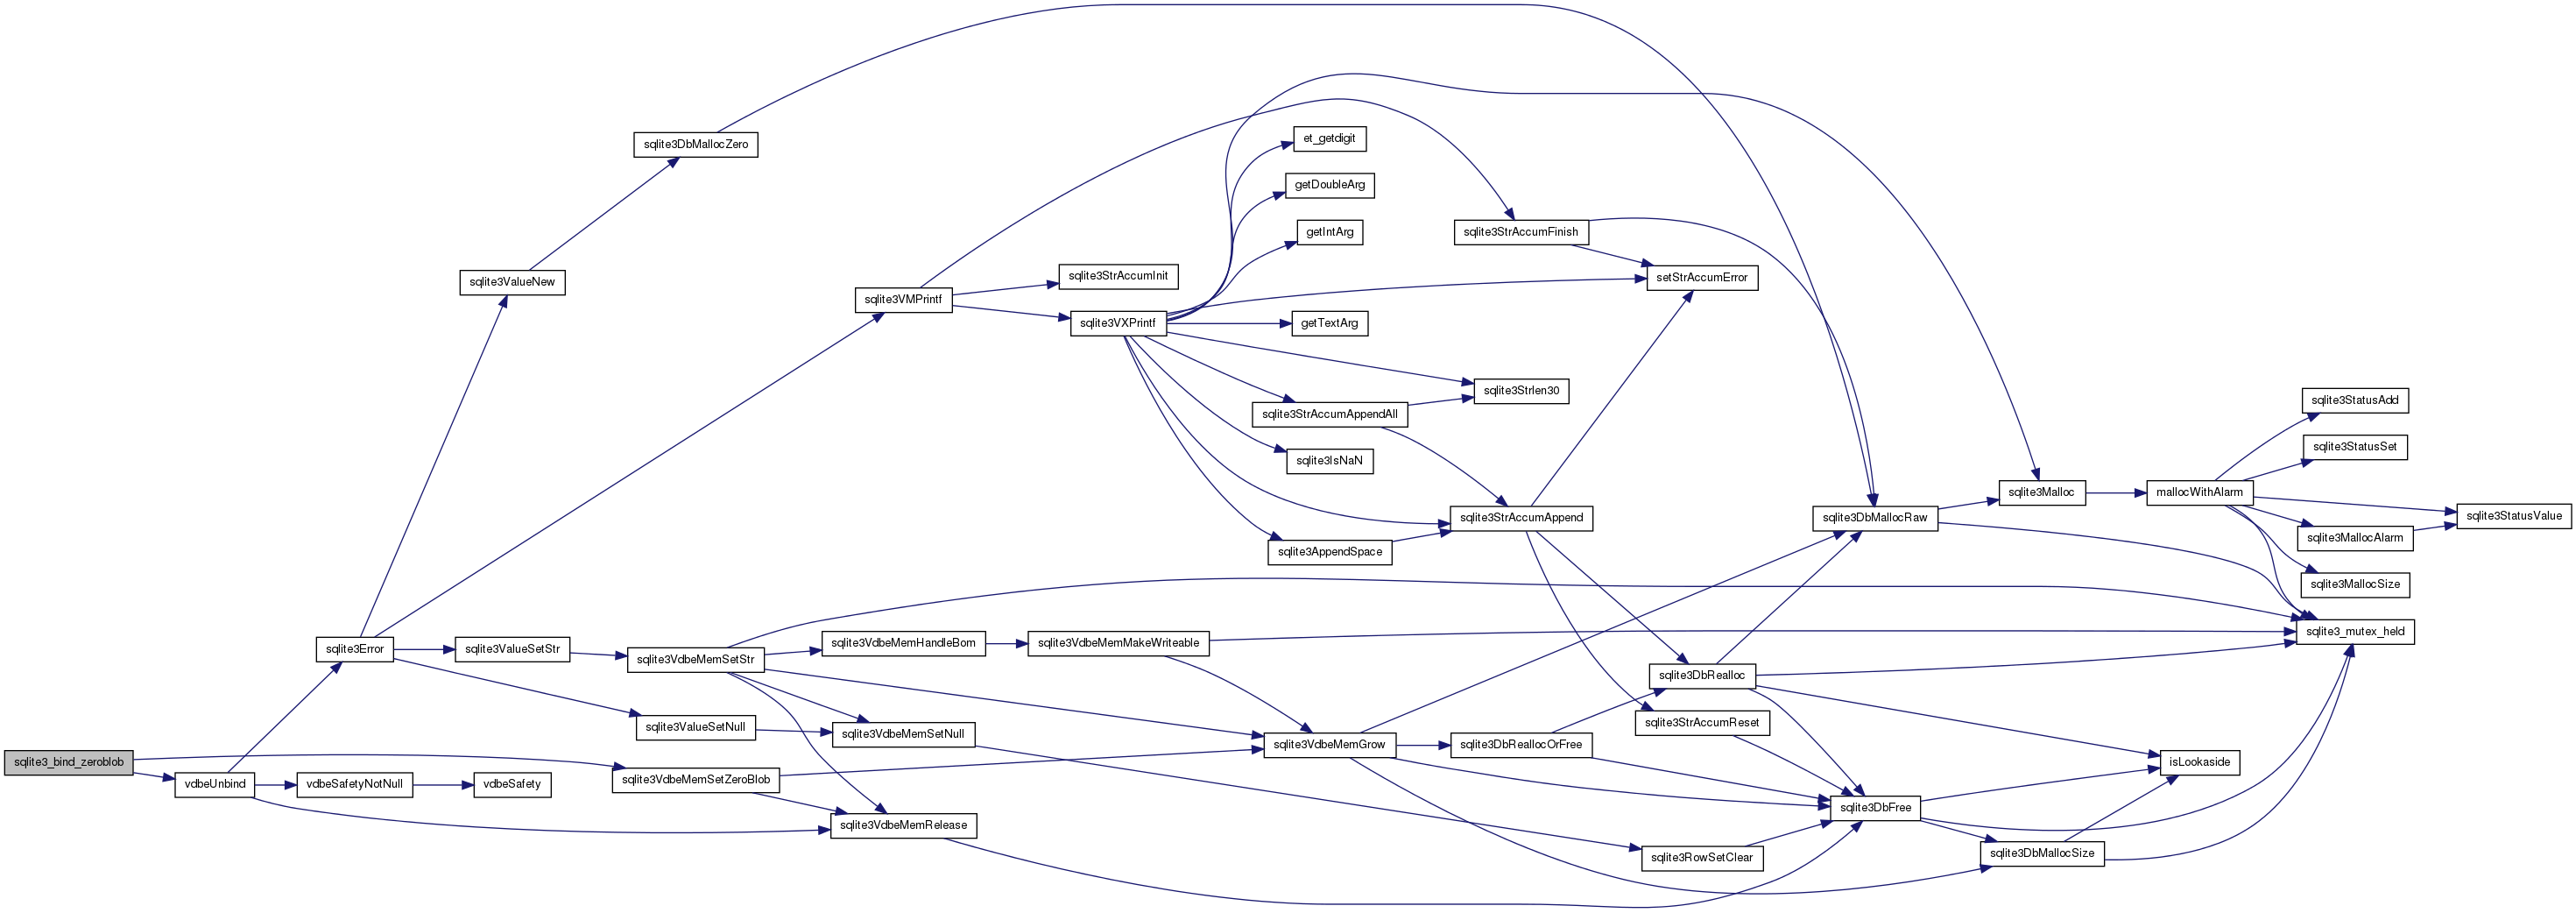 sqlite3_bind_zeroblob
vdbeUnbind
sqlite3Error
vdbeSafetyNotNull
vdbeSafety
sqlite3ValueNew
sqlite3ValueSetStr
sqlite3DbMallocZero
sqlite3VdbeMemSetStr
sqlite3ValueSetNull
sqlite3VdbeMemSetZeroBlob
sqlite3VMPrintf
sqlite3VdbeMemHandleBom
sqlite3VdbeMemSetNull
sqlite3VdbeMemRelease
sqlite3StrAccumInit
sqlite3VXPrintf
sqlite3VdbeMemMakeWriteable
et_getdigit
getDoubleArg
getIntArg
getTextArg
sqlite3StrAccumAppendAll
sqlite3IsNaN
sqlite3AppendSpace
sqlite3VdbeMemGrow
sqlite3StrAccumFinish
sqlite3Strlen30
sqlite3StrAccumAppend
sqlite3DbReallocOrFree
setStrAccumError
sqlite3DbRealloc
sqlite3StrAccumReset
sqlite3RowSetClear
sqlite3DbMallocRaw
sqlite3DbFree
sqlite3Malloc
sqlite3DbMallocSize
mallocWithAlarm
isLookaside
sqlite3StatusAdd
sqlite3StatusSet
sqlite3MallocAlarm
sqlite3MallocSize
sqlite3_mutex_held
sqlite3StatusValue